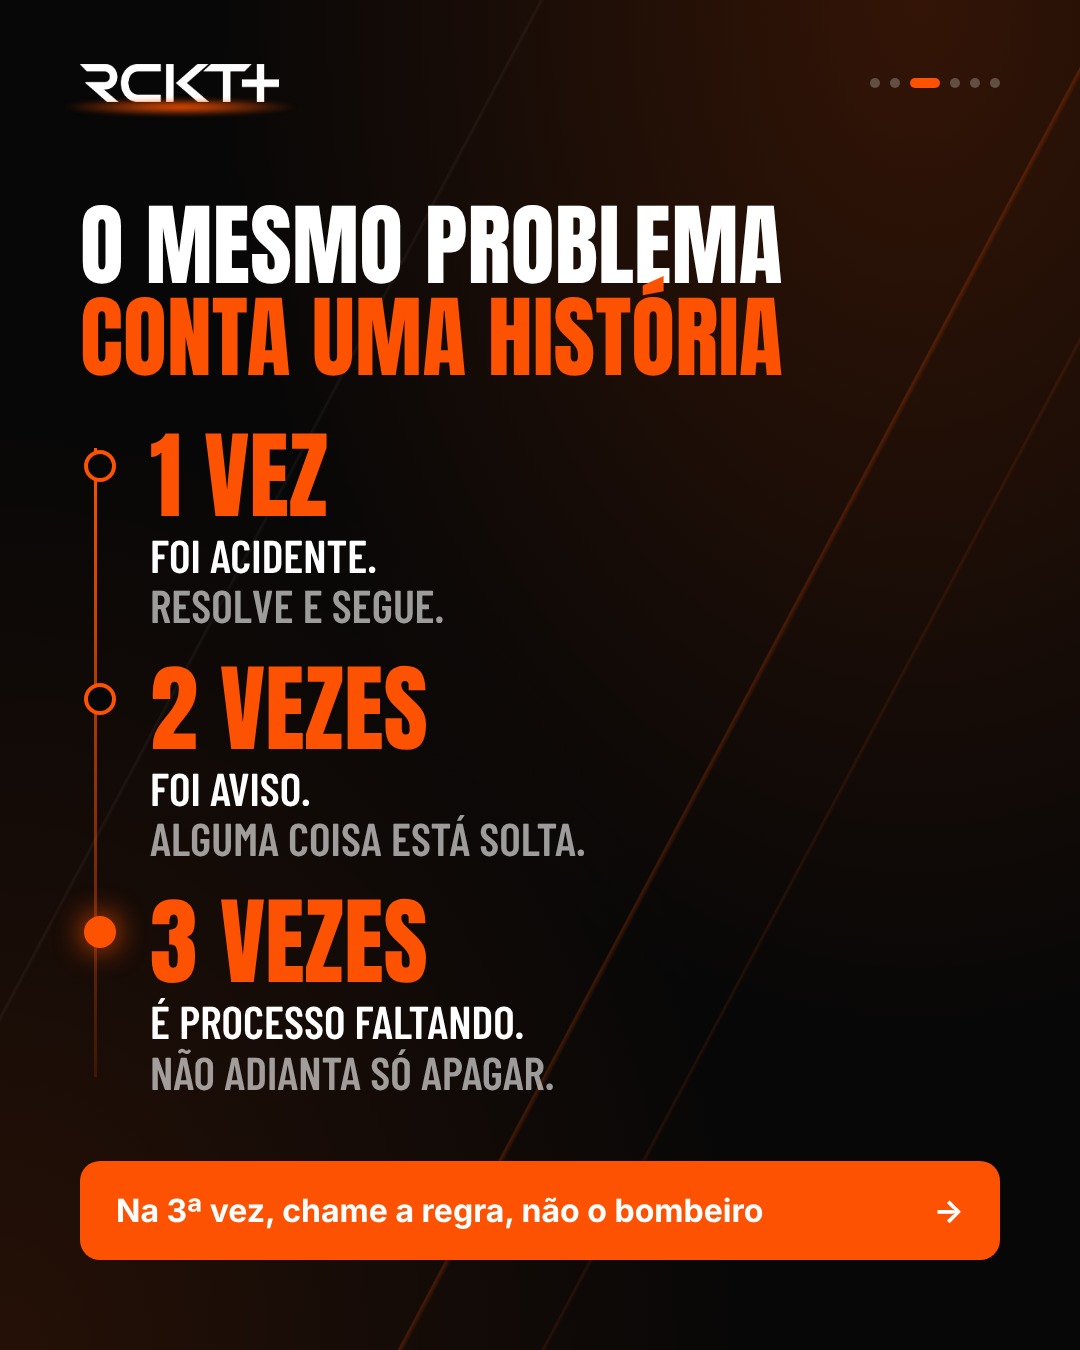 RCKT+
O MESMO PROBLEMA
CONTA UMA HISTÓRIA
1 VEZ
FOI ACIDENTE.
RESOLVE E SEGUE.
2 VEZES
FOI AVISO.
ALGUMA COISA ESTÁ SOLTA.
3 VEZES
É PROCESSO FALTANDO.
NÃO ADIANTA SÓ APAGAR.
Na 3ª vez, chame a regra, não o bombeiro →